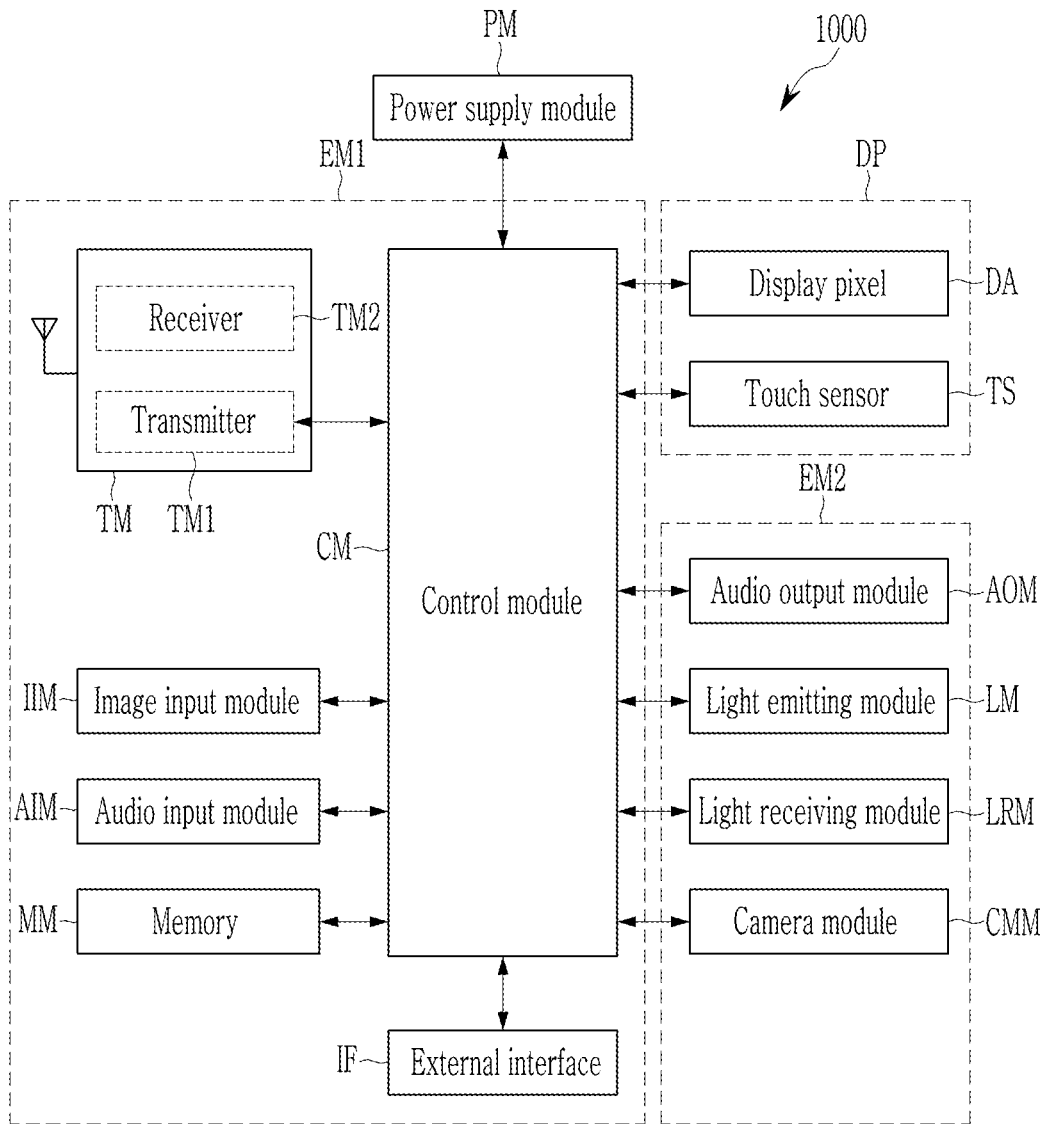 PM
1000
Power supply module
EM1
DP
Receiver
TM2
Display pixel
DA
Transmitter
Touch sensor
TS
TM
TM1
EM2
CM
Control module
Audio output module
AOM
IIM
Image input module
Light emitting module
LM
AIM
Audio input module
Light receiving module
LRM
MM
Memory
Camera module
CMM
IF
External interface